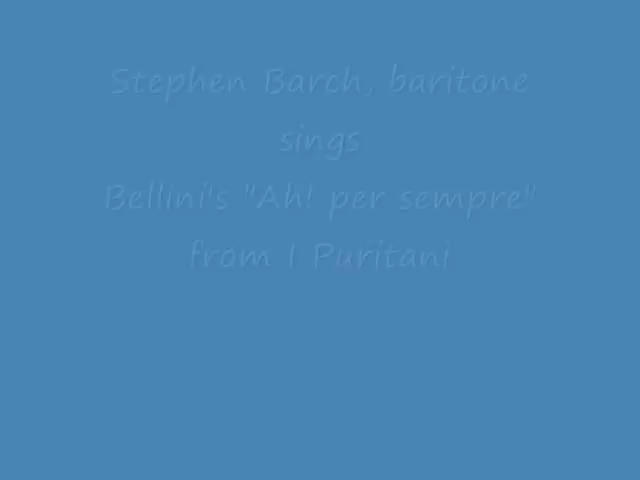 Stephen Barch, baritone
sings
Bellini's "Ah! per sempre"
from I Puritani